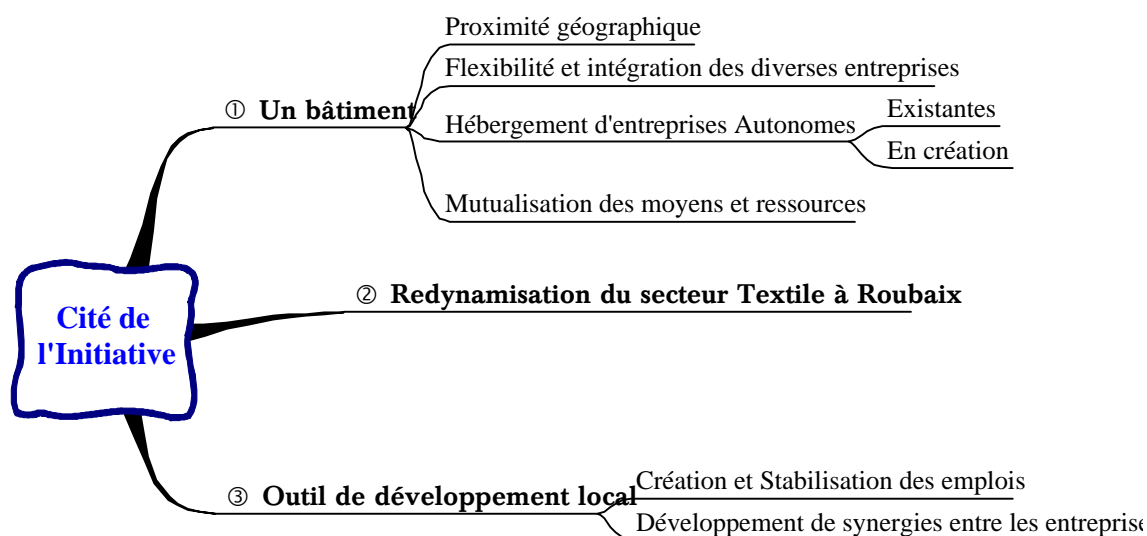 Proximité géographique
Flexibilité et intégration des diverses entreprises
① Un bâtiment
Hébergement d'entreprises Autonomes
Existantes
En création
Mutualisation des moyens et ressources
② Redynamisation du secteur Textile à Roubaix
Cité de
l'Initiative
③ Outil de développement local
Création et Stabilisation des emplois
Développement de synergies entre les entreprise